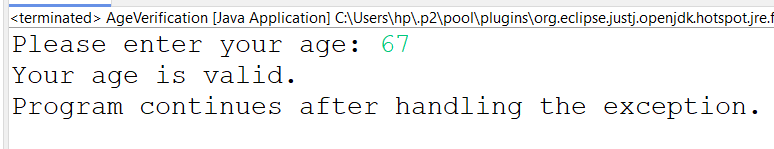 <terminated> AgeVerification [Java Application] C:\Users\hp\.p2\pool\plugins\org.eclipse.justj.openjdk.hotspot.jre.f
Please enter your age: 67
Your age is valid.
Program continues after handling the exception.